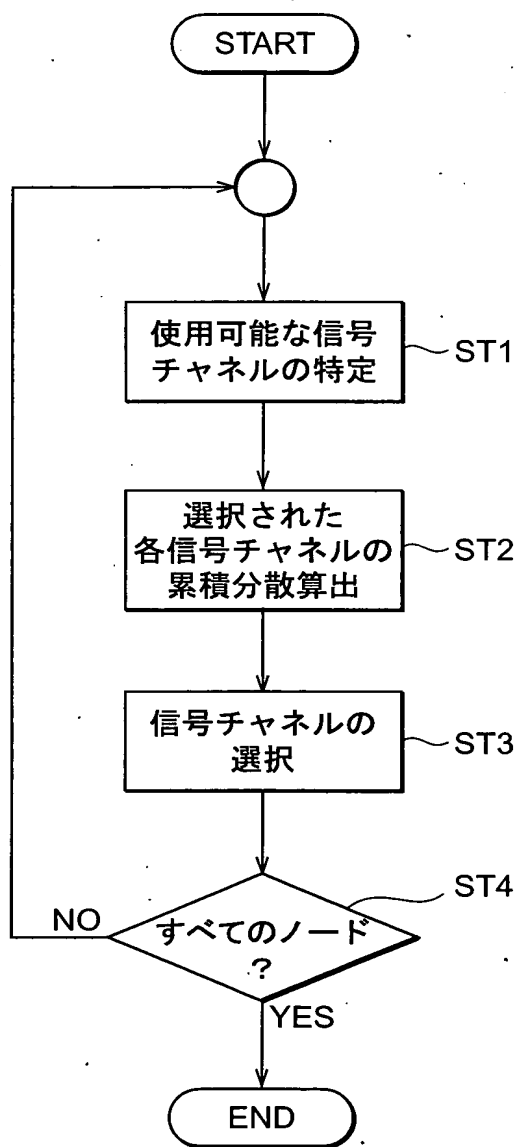 START
使用可能な信号
チャネルの特定
ST1
選択された
各信号チャネルの
累積分散算出
ST2
信号チャネルの
選択
ST3
ST4
すべてのノード
?
NO
YES
END